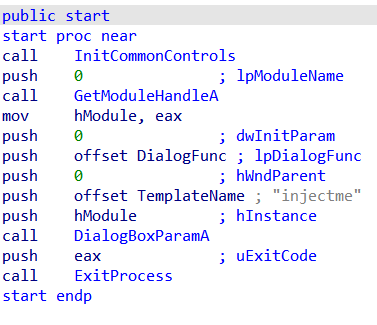 public start
start proc near
call InitCommonControls
push 0 ; lpModuleName
call GetModuleHandleA
mov hModule, eax
push 0 ; dwInitParam
push offset DialogFunc ; lpDialogFunc
push 0 ; hWndParent
push offset TemplateName ; "injectme"
push hModule ; hInstance
call DialogBoxParamA
push eax ; uExitCode
call ExitProcess
start endp